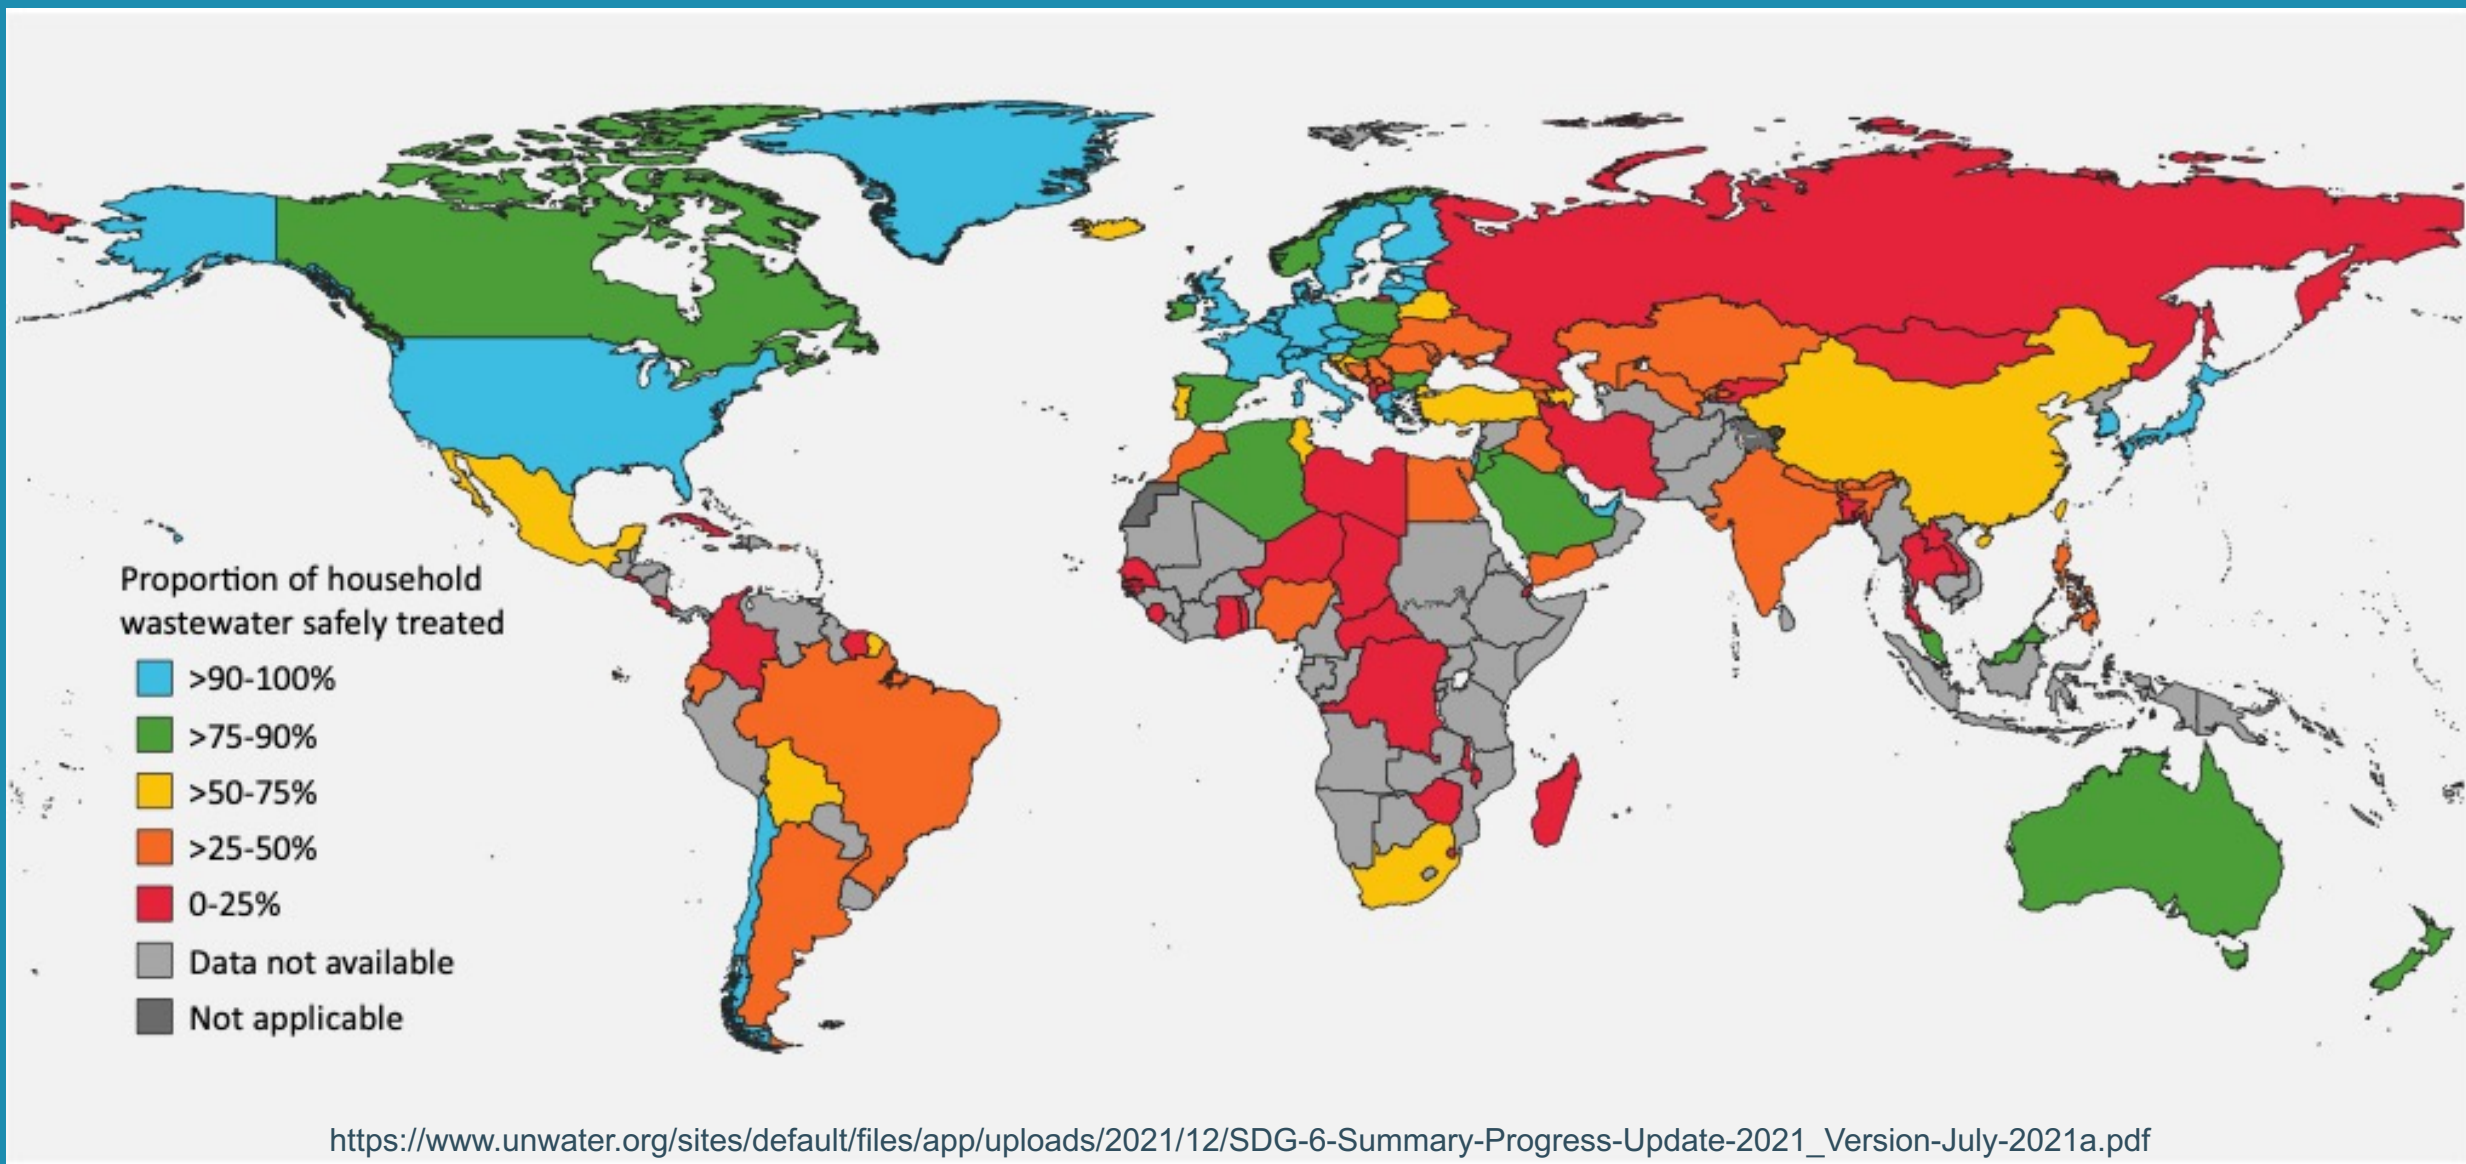 Proportion of household
wastewater safely treated
>90-100%
>75-90%
>50-75%
>25-50%
0-25%
Data not available
Not applicable
https://www.unwater.org/sites/default/files/app/uploads/2021/12/SDG-6-Summary-Progress-Update-2021_Version-July-2021a.pdf